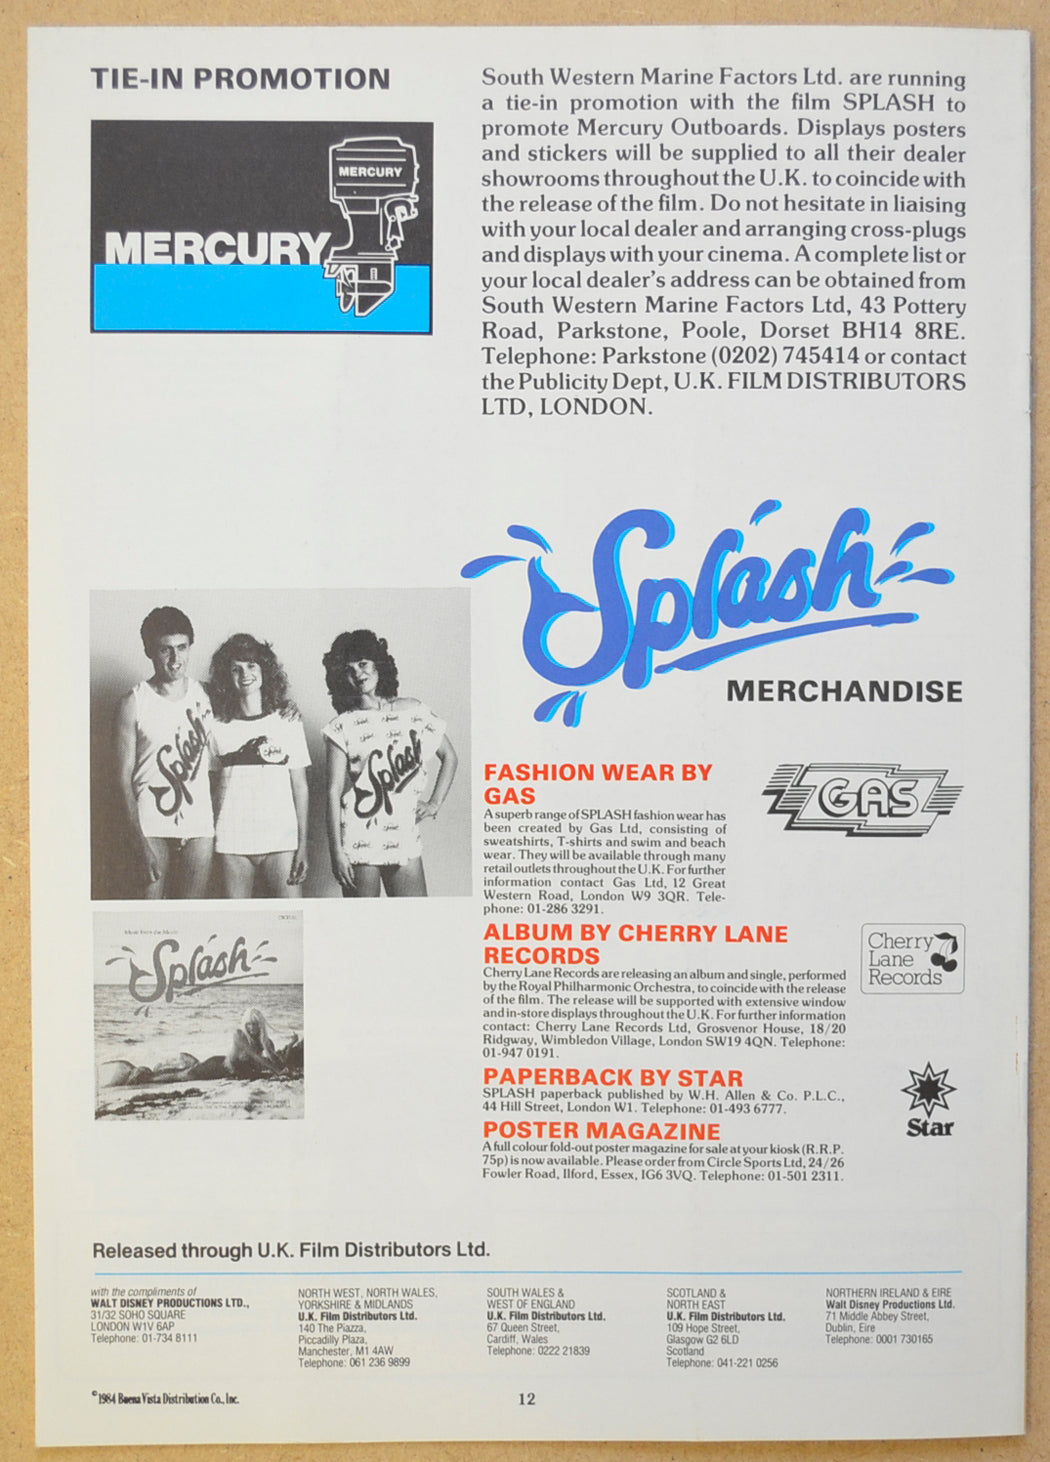 TIE-IN PROMOTION
MERCURY
MERCURY
South Western Marine Factors Ltd. are running
a tie-in promotion with the film SPLASH to
promote Mercury Outboards. Displays posters
and stickers will be supplied to all their dealer
showrooms throughout the U.K. to coincide with
the release of the film. Do not hesitate in liaising
with your local dealer and arranging cross-plugs
and displays with your cinema. A complete list or
your local dealer's address can be obtained from
South Western Marine Factors Ltd, 43 Pottery
Road, Parkstone, Poole, Dorset BH14 8RE.
Telephone: Parkstone (0202) 745414 or contact
the Publicity Dept, U.K. FILM DISTRIBUTORS
LTD, LONDON.
Splash
MERCHANDISE
Splash
Splash
FASHION WEAR BY
GAS
A superb range of SPLASH fashion wear has
been created by Gas Ltd, consisting of
sweatshirts, T-shirts and swim and beach
wear. They will be available through many
retail outlets throughout the U.K. For further
information contact Gas Ltd, 12 Great
Western Road, London W9 3QR. Tele-
phone: 01-286 3291.
GAS
Music from the Movie
Splash
ALBUM BY CHERRY LANE
RECORDS
Cherry Lane Records are releasing an album and single, performed
by the Royal Philharmonic Orchestra, to coincide with the release
of the film. The release will be supported with extensive window
and in-store displays throughout the U.K. For further information
contact: Cherry Lane Records Ltd, Grosvenor House, 18/20
Ridgway, Wimbledon Village, London SW19 4QN. Telephone:
01-947 0191.
Cherry
Lane
Records
PAPERBACK BY STAR
SPLASH paperback published by W.H. Allen & Co. P.L.C.,
44 Hill Street, London W1. Telephone: 01-493 6777.
Star
POSTER MAGAZINE
A full colour fold-out poster magazine for sale at your kiosk (R.R.P.
75p) is now available. Please order from Circle Sports Ltd, 24/26
Fowler Road, Ilford, Essex, IG6 3VQ. Telephone: 01-501 2311.
Released through U.K. Film Distributors Ltd.
with the compliments of
WALT DISNEY PRODUCTIONS LTD.,
31/32 SOHO SQUARE
LONDON W1V 6AP
Telephone: 01-734 8111
NORTH WEST, NORTH WALES,
YORKSHIRE & MIDLANDS
U.K. Film Distributors Ltd.
140 The Piazza,
Piccadilly Plaza,
Manchester, M1 4AW
Telephone: 061 236 9899
SOUTH WALES &
WEST OF ENGLAND
U.K. Film Distributors Ltd.
67 Queen Street,
Cardiff, Wales
Telephone: 0222 21839
SCOTLAND &
NORTH EAST
U.K. Film Distributors Ltd.
109 Hope Street,
Glasgow G2 6LD
Scotland
Telephone: 041-221 0256
NORTHERN IRELAND & EIRE
Walt Disney Productions Ltd.
71 Middle Abbey Street,
Dublin, Eire
Telephone: 0001 730165
©1984 Buena Vista Distribution Co., Inc.
12